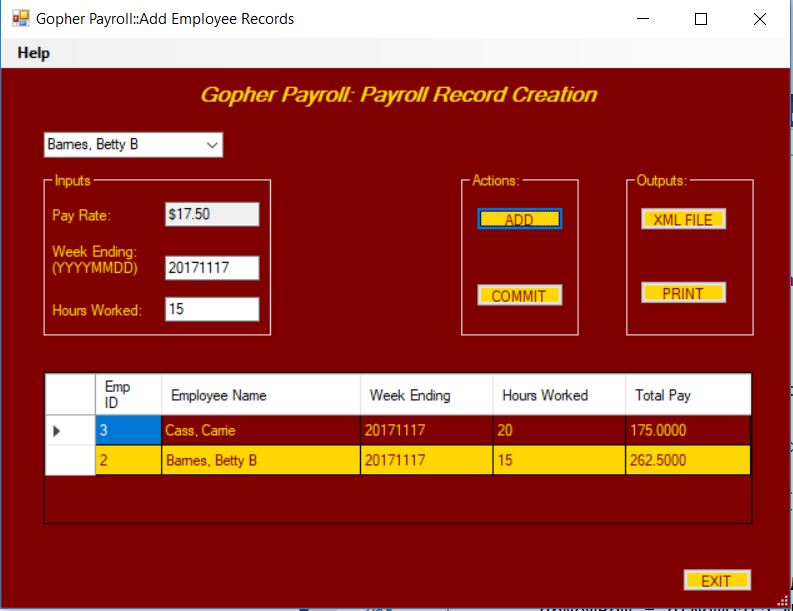 Gopher Payroll::Add Employee Records
Help
Gopher Payroll: Payroll Record Creation
Barnes, Betty B
Inputs
Pay Rate: $17.50
Week Ending:
(YYYYMMDD) 20171117
Hours Worked: 15
Actions:
ADD
COMMIT
Outputs:
XML FILE
PRINT
Emp ID Employee Name Week Ending Hours Worked Total Pay
3 Cass, Carrie 20171117 20 175.0000
2 Barnes, Betty B 20171117 15 262.5000
EXIT